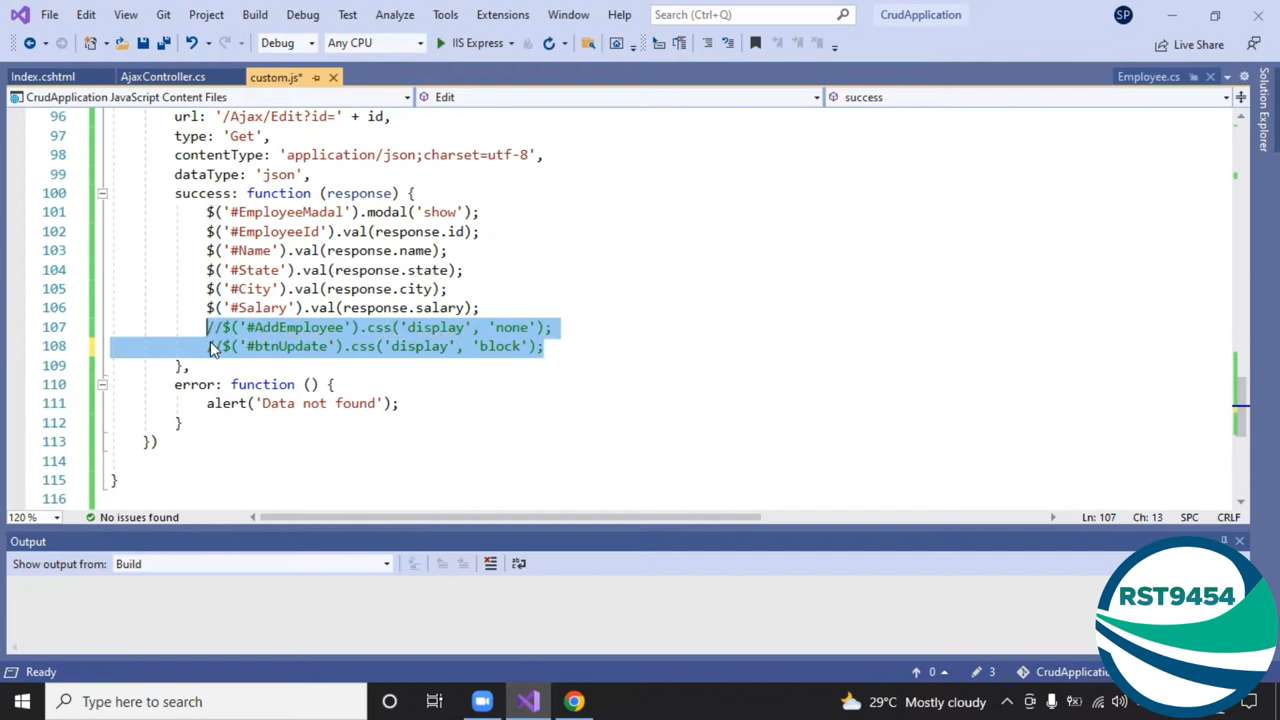 File Edit View Git Project Build Debug Test Analyze Tools Extensions Window Help Search (Ctrl+Q) CrudApplication SP
Debug Any CPU IIS Express Live Share
Index.cshtml AjaxController.cs custom.js* Employee.cs
CrudApplication JavaScript Content Files Edit success
Solution Explorer
96 url: '/Ajax/Edit?id=' + id,
97 type: 'Get',
98 contentType: 'application/json;charset=utf-8',
99 dataType: 'json',
100 success: function (response) {
101 $('#EmployeeMadal').modal('show');
102 $('#EmployeeId').val(response.id);
103 $('#Name').val(response.name);
104 $('#State').val(response.state);
105 $('#City').val(response.city);
106 $('#Salary').val(response.salary);
107 //$('#AddEmployee').css('display', 'none');
108 //$('#btnUpdate').css('display', 'block');
109 },
110 error: function () {
111 alert('Data not found');
112 }
113 })
114
115 }
116
120 % No issues found Ln: 107 Ch: 13 SPC CRLF
Output
Show output from: Build
RST9454
Ready 0 3 CrudApplicatio
Type here to search 29°C Mostly cloudy